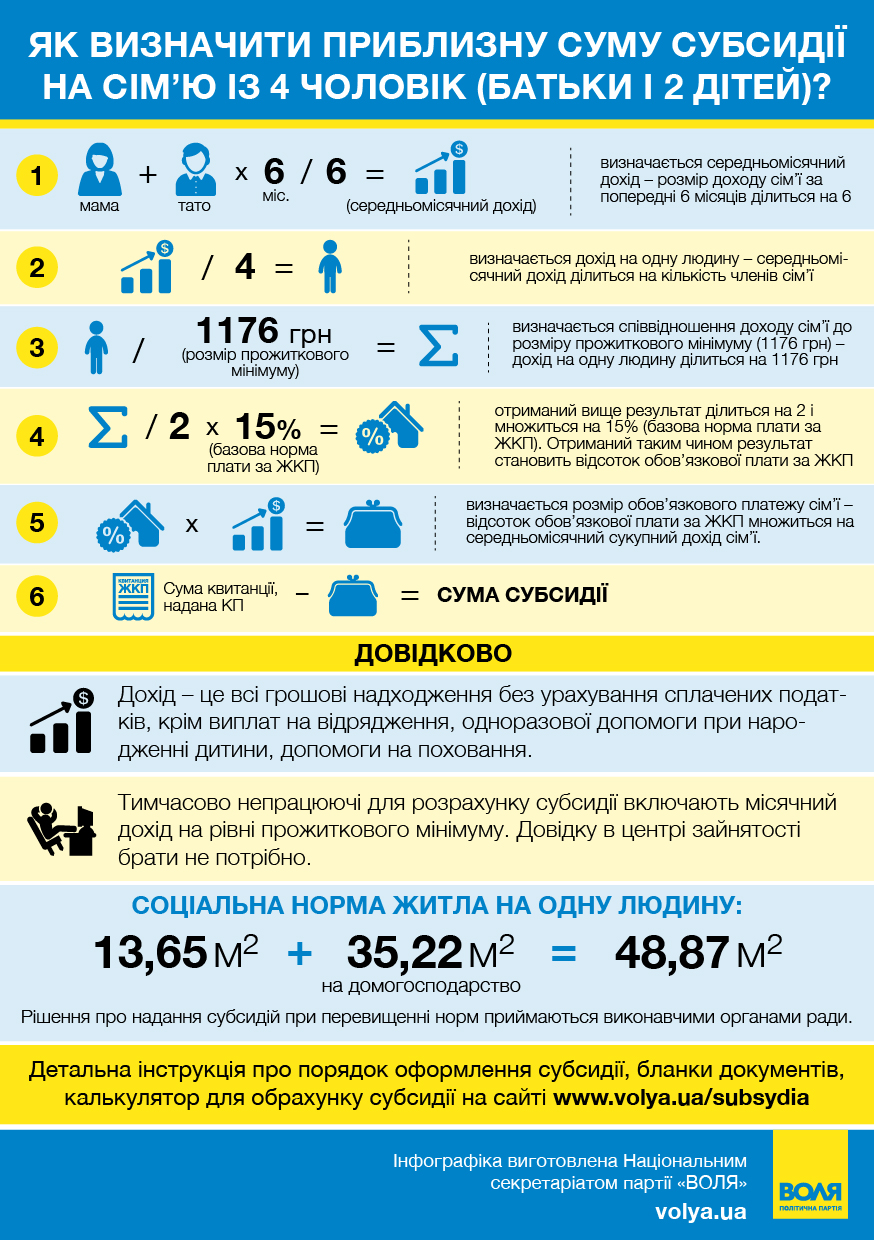 ЯК ВИЗНАЧИТИ ПРИБЛИЗНУ СУМУ СУБСИДІЇ
НА СІМ’Ю ІЗ 4 ЧОЛОВІК (БАТЬКИ І 2 ДІТЕЙ)?
1
мама
+
тато
x 6 / 6 =
міс.
$
(середньомісячний дохід)
визначається середньомісячний
дохід – розмір доходу сім’ї за
попередні 6 місяців ділиться на 6
2
$
/ 4 =
визначається дохід на одну людину – середньомі-
сячний дохід ділиться на кількість членів сім’ї
3
/
1176 грн
(розмір прожиткового
мінімуму)
= Σ
визначається співвідношення доходу сім’ї до
розміру прожиткового мінімуму (1176 грн) –
дохід на одну людину ділиться на 1176 грн
4
Σ / 2 x 15% =
(базова норма
плати за ЖКП)
%
отриманий вище результат ділиться на 2 і
множиться на 15% (базова норма плати за
ЖКП). Отриманий таким чином результат
становить відсоток обов’язкової плати за ЖКП
5
%
x
$
=
визначається розмір обов’язкового платежу сім’ї –
відсоток обов’язкової плати за ЖКП множиться на
середньомісячний сукупний дохід сім’ї.
6
КВИТАНЦИЯ
ЖКП
Сума квитанції,
надана КП
–
= СУМА СУБСИДІЇ
ДОВІДКОВО
$
Дохід – це всі грошові надходження без урахування сплачених подат-
ків, крім виплат на відрядження, одноразової допомоги при наро-
дженні дитини, допомоги на поховання.
Тимчасово непрацюючі для розрахунку субсидії включають місячний
дохід на рівні прожиткового мінімуму. Довідку в центрі зайнятості
брати не потрібно.
СОЦІАЛЬНА НОРМА ЖИТЛА НА ОДНУ ЛЮДИНУ:
13,65 М² + 35,22 М² = 48,87 М²
на домогосподарство
Рішення про надання субсидій при перевищенні норм приймаються виконавчими органами ради.
Детальна інструкція про порядок оформлення субсидії, бланки документів,
калькулятор для обрахунку субсидії на сайті www.volya.ua/subsydia
Інфографіка виготовлена Національним
секретаріатом партії «ВОЛЯ»
volya.ua
ВОЛЯ
ПОЛІТИЧНА ПАРТІЯ